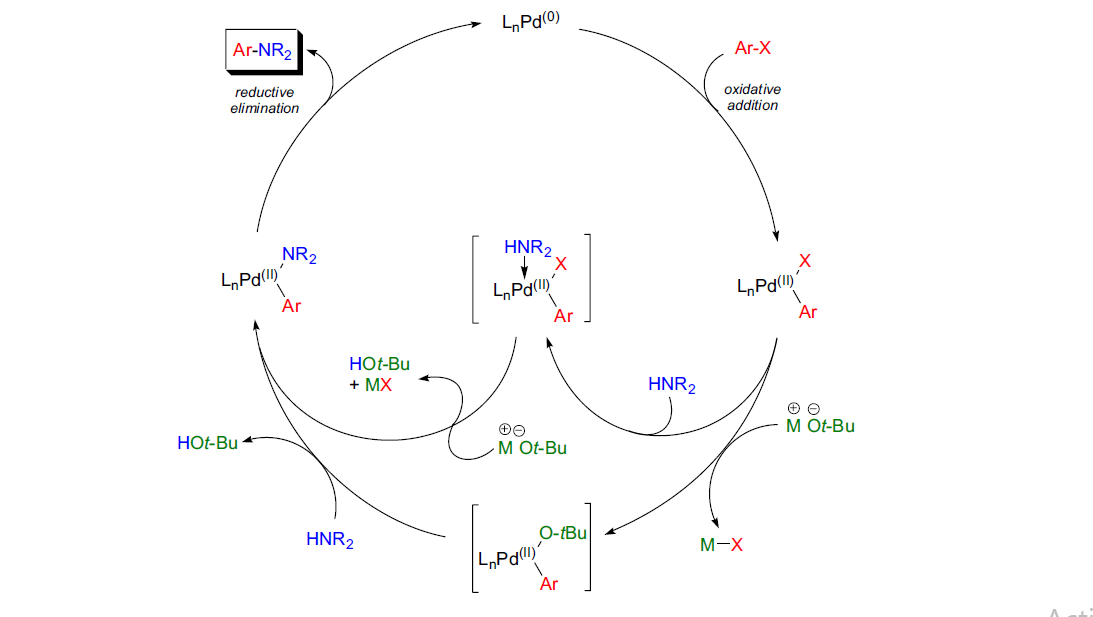 LnPd(0)
Ar-NR2
Ar-X
reductive
elimination
oxidative
addition
HNR2
X
LnPd(II)
Ar
NR2
LnPd(II)
Ar
X
LnPd(II)
Ar
HOt-Bu
+ MX
HNR2
⊕ ⊖
M Ot-Bu
⊕⊖
M Ot-Bu
HOt-Bu
HNR2
O-tBu
LnPd(II)
Ar
M–X
Acti